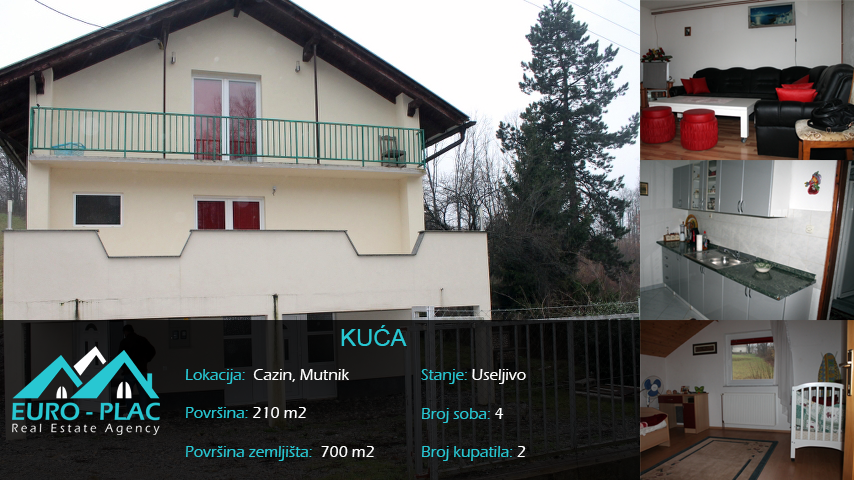 KUĆA
Lokacija: Cazin, Mutnik
Stanje: Useljivo
Površina: 210 m2
Broj soba: 4
Površina zemljišta: 700 m2
Broj kupatila: 2
EURO - PLAC
Real Estate Agency